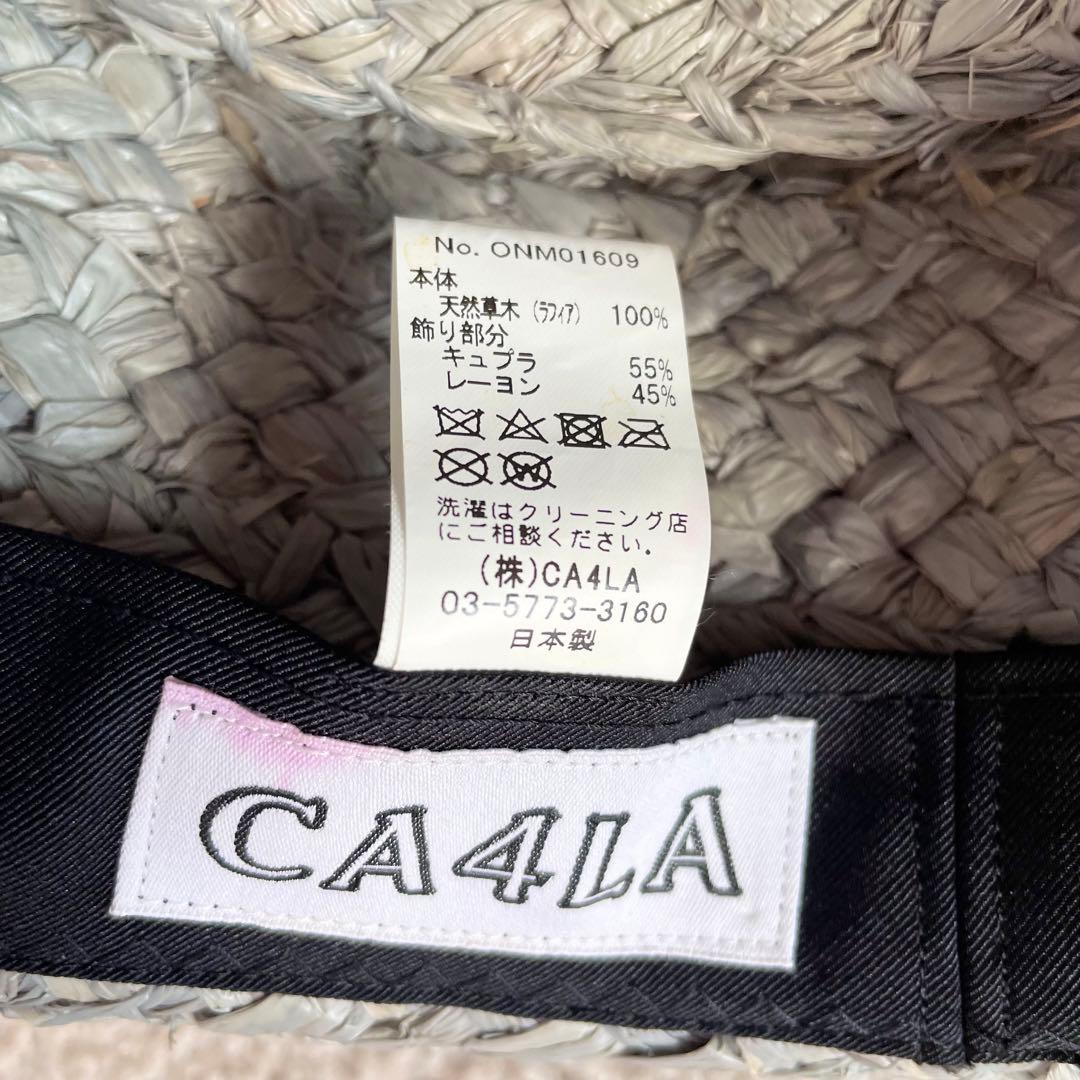 No. ONM01609
本体
天然草木 (ﾗﾌｨｱ) 100%
飾り部分
キュプラ 55%
レーヨン 45%
洗濯はクリーニング店
にご相談ください.
(株)CA4LA
03-5773-3160
日本製
CA4LA